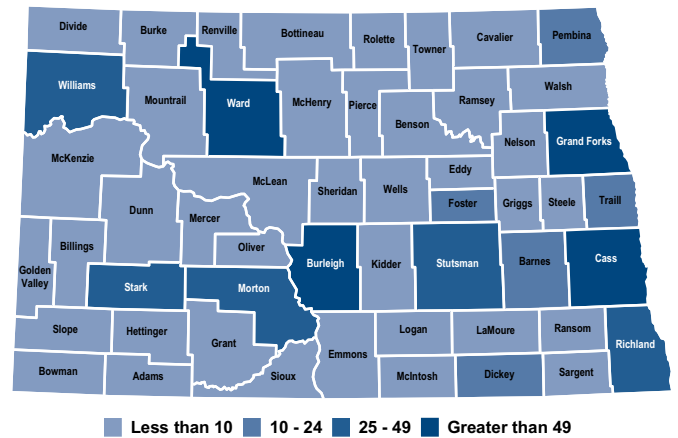 Divide
Burke
Renville
Bottineau
Rolette
Towner
Cavalier
Pembina
Williams
Mountrail
Ward
McHenry
Pierce
Benson
Ramsey
Walsh
McKenzie
Nelson
Grand Forks
McLean
Sheridan
Wells
Eddy
Foster
Griggs
Steele
Traill
Dunn
Mercer
Oliver
Billings
Golden
Valley
Stark
Morton
Burleigh
Kidder
Stutsman
Barnes
Cass
Slope
Hettinger
Grant
Emmons
Logan
LaMoure
Ransom
Richland
Bowman
Adams
Sioux
McIntosh
Dickey
Sargent
Less than 10 10 - 24 25 - 49 Greater than 49